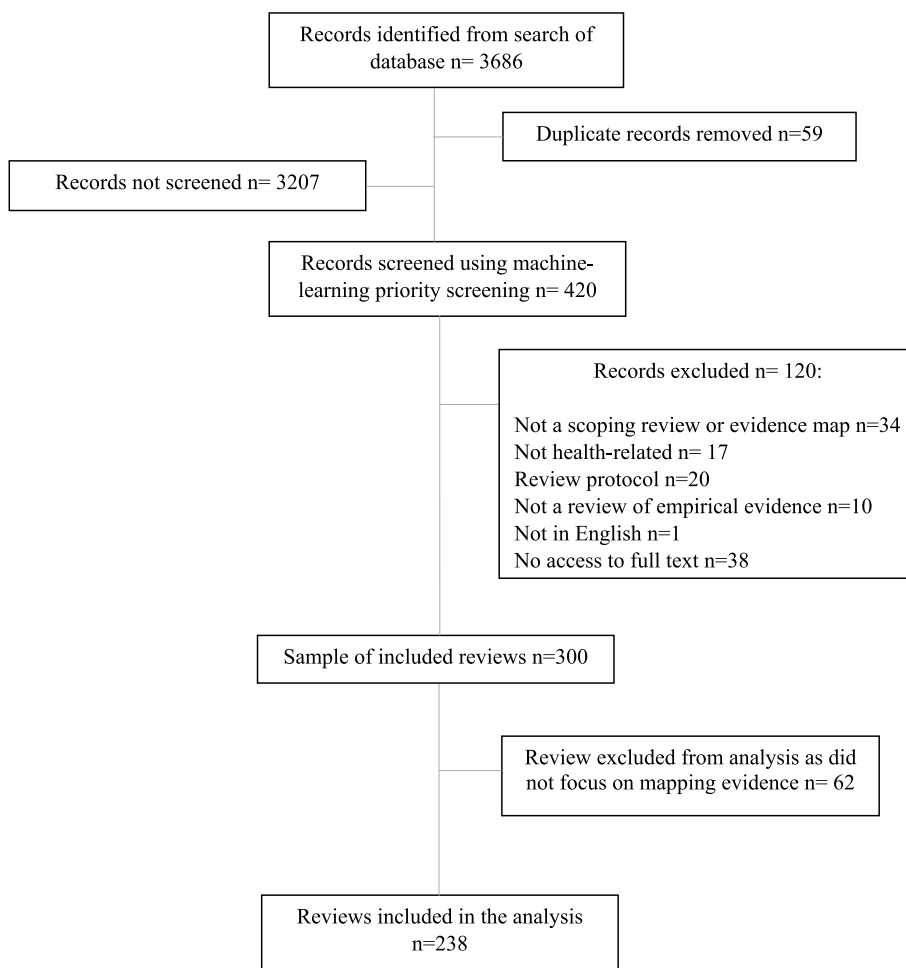 Records identified from search of
database n= 3686
Duplicate records removed n=59
Records not screened n= 3207
Records screened using machine-
learning priority screening n= 420
Records excluded n= 120:
Not a scoping review or evidence map n=34
Not health-related n= 17
Review protocol n=20
Not a review of empirical evidence n=10
Not in English n=1
No access to full text n=38
Sample of included reviews n=300
Review excluded from analysis as did
not focus on mapping evidence n= 62
Reviews included in the analysis
n=238